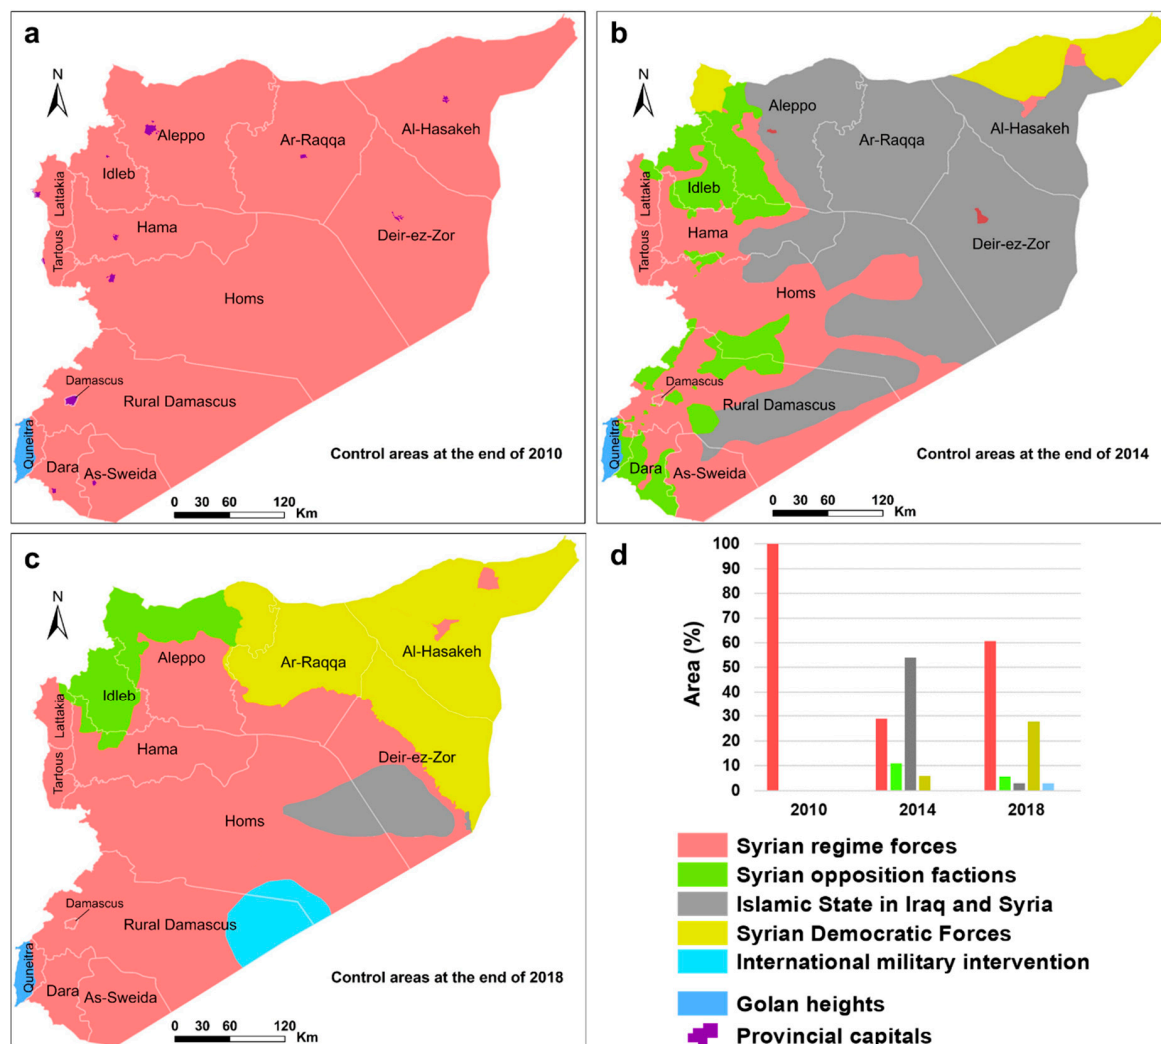 a
N
Aleppo
Ar-Raqqa
Al-Hasakeh
Idleb
Lattakia
Hama
Deir-ez-Zor
Tartous
Homs
Damascus
Rural Damascus
Quneitra
Dara
As-Sweida
Control areas at the end of 2010
0 30 60 120
Km
b
N
Aleppo
Al-Hasakeh
Ar-Raqqa
Lattakia
Idleb
Hama
Deir-ez-Zor
Tartous
Homs
Damascus
Rural Damascus
Quneitra
Dara
As-Sweida
Control areas at the end of 2014
0 30 60 120
Km
c
N
Aleppo
Ar-Raqqa
Al-Hasakeh
Idleb
Lattakia
Hama
Deir-ez-Zor
Tartous
Homs
Damascus
Rural Damascus
Quneitra
Dara
As-Sweida
Control areas at the end of 2018
0 30 60 120
Km
d
Area (%)
100
90
80
70
60
50
40
30
20
10
0
2010 2014 2018
Syrian regime forces
Syrian opposition factions
Islamic State in Iraq and Syria
Syrian Democratic Forces
International military intervention
Golan heights
Provincial capitals